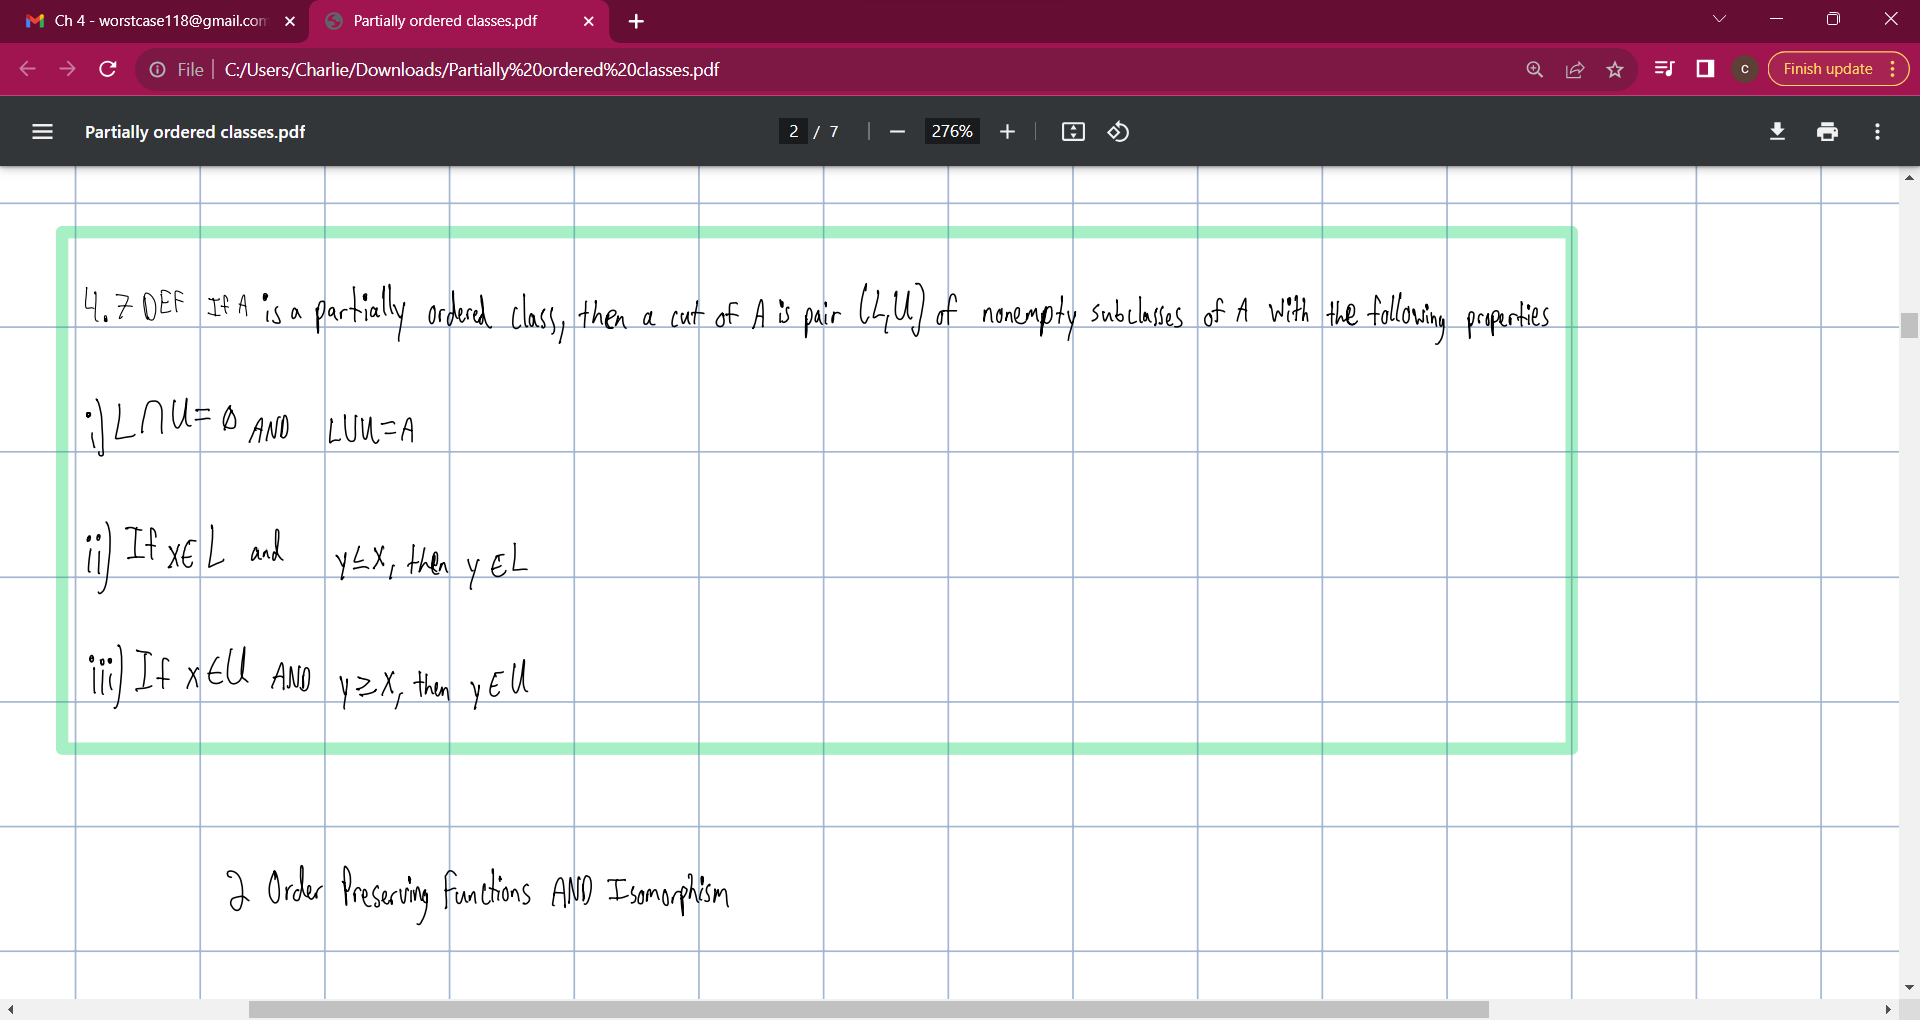 Ch 4 - worstcase118@gmail.com
Partially ordered classes.pdf
File
C:/Users/Charlie/Downloads/Partially%20ordered%20classes.pdf
C
Finish update
Partially ordered classes.pdf
2 / 7
276%
4.7 DEF If A is a partially ordered class, then a cut of A is pair (L,U) of nonempty subclasses of A with the following properties
i) L∩U=∅ AND L∪U=A
ii) If x∈L and y≤x, then y∈L
iii) If x∈U AND y≥x, then y∈U
2 Order Preserving Functions AND Isomorphism